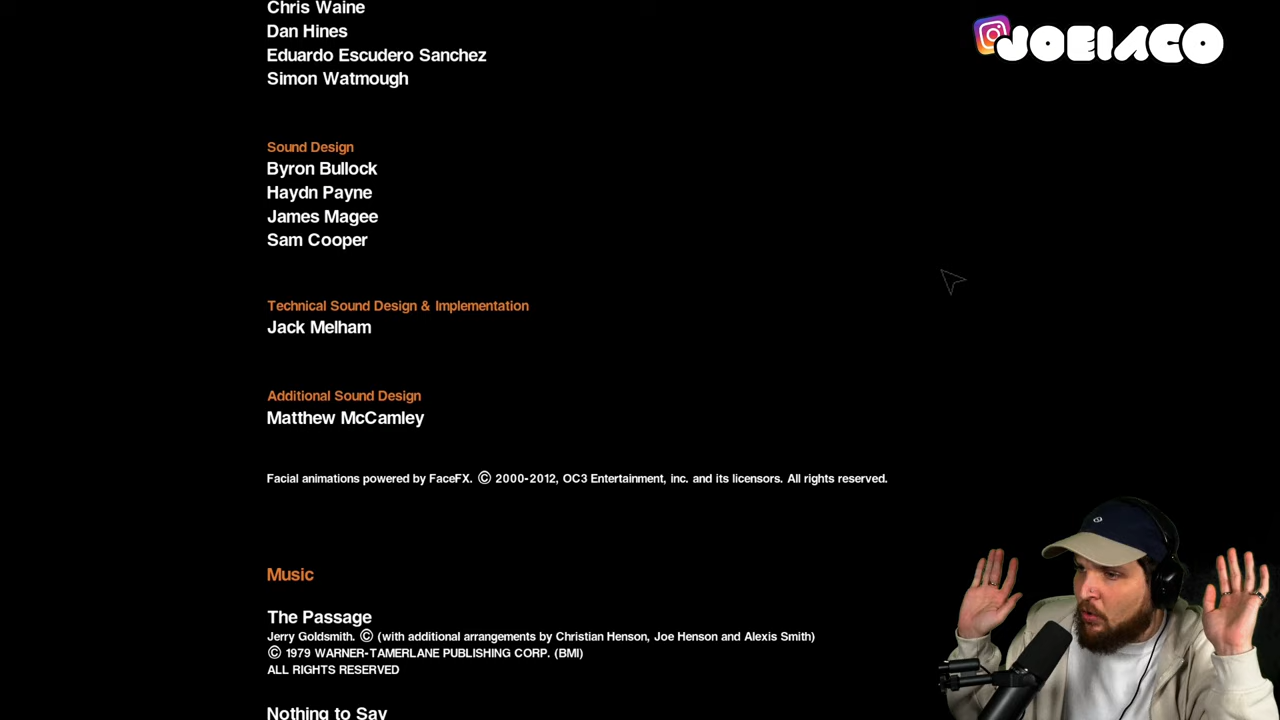 Chris Waine
Dan Hines
Eduardo Escudero Sanchez
Simon Watmough
JOEIACO
Sound Design
Byron Bullock
Haydn Payne
James Magee
Sam Cooper
Technical Sound Design & Implementation
Jack Melham
Additional Sound Design
Matthew McCamley
Facial animations powered by FaceFX. © 2000-2012, OC3 Entertainment, inc. and its licensors. All rights reserved.
Music
The Passage
Jerry Goldsmith. © (with additional arrangements by Christian Henson, Joe Henson and Alexis Smith)
© 1979 WARNER-TAMERLANE PUBLISHING CORP. (BMI)
ALL RIGHTS RESERVED
Nothing to Say